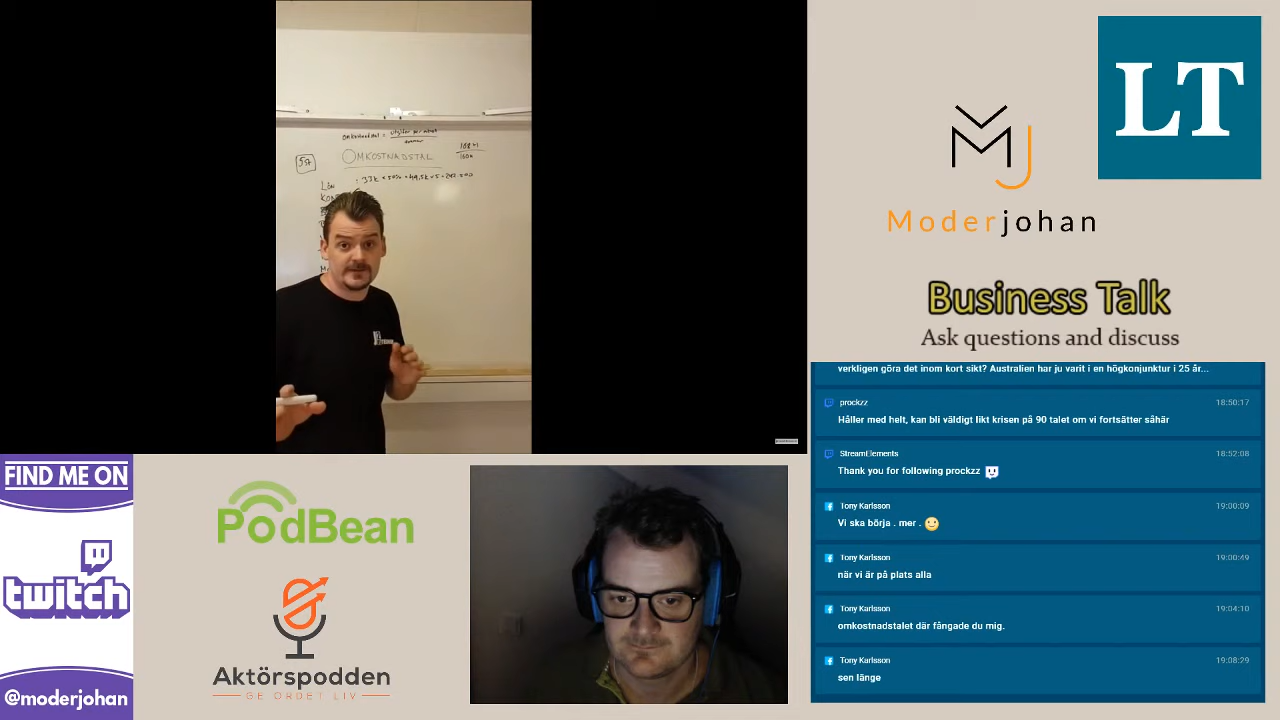 OMKOSTNADSTAL
5st
LÖN
LT
Moderjohan
Business Talk
Ask questions and discuss
verkligen göra det inom kort sikt? Australien har ju varit i en högkonjunktur i 25 år...
prockzz 18:50:17
Håller med helt, kan bli väldigt likt krisen på 90 talet om vi fortsätter såhär
StreamElements 18:52:08
Thank you for following prockzz
Tony Karlsson 19:00:09
Vi ska börja . mer .
Tony Karlsson 19:00:49
när vi är på plats alla
Tony Karlsson 19:04:10
omkostnadstalet där fångade du mig.
Tony Karlsson 19:08:29
sen länge
FIND ME ON
twitch
@moderjohan
PodBean
Aktörspodden
GE ORDET LIV